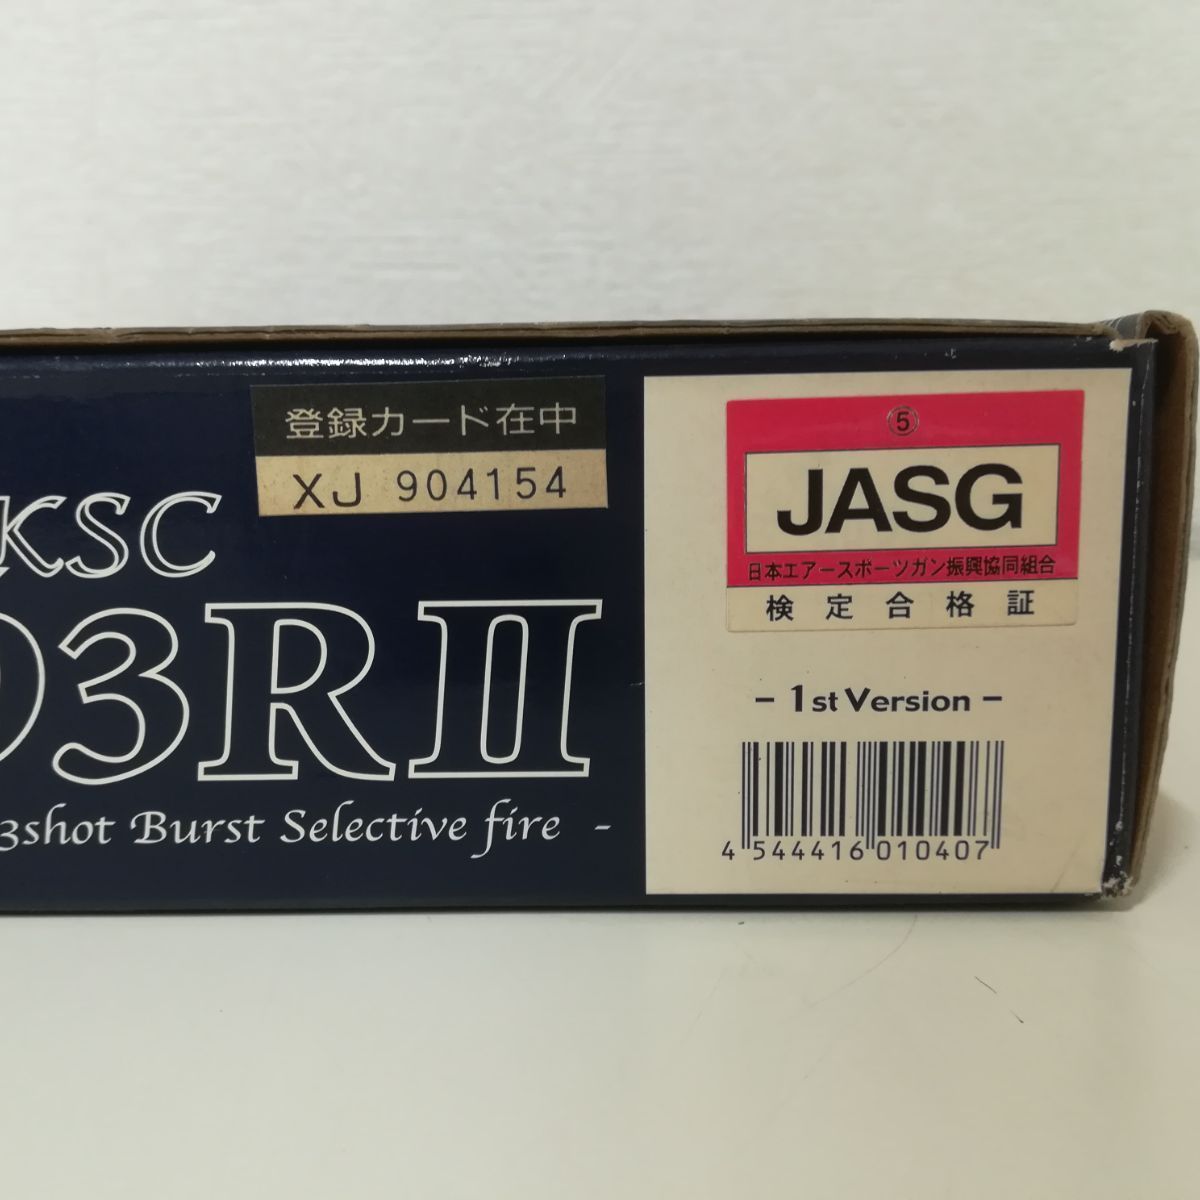 登録カード在中
XJ 904154
KSC
93RⅡ
3shot Burst Selective fire -
⑤
JASG
日本エアースポーツガン振興協同組合
検定合格証
- 1st Version -
4 544416 010407